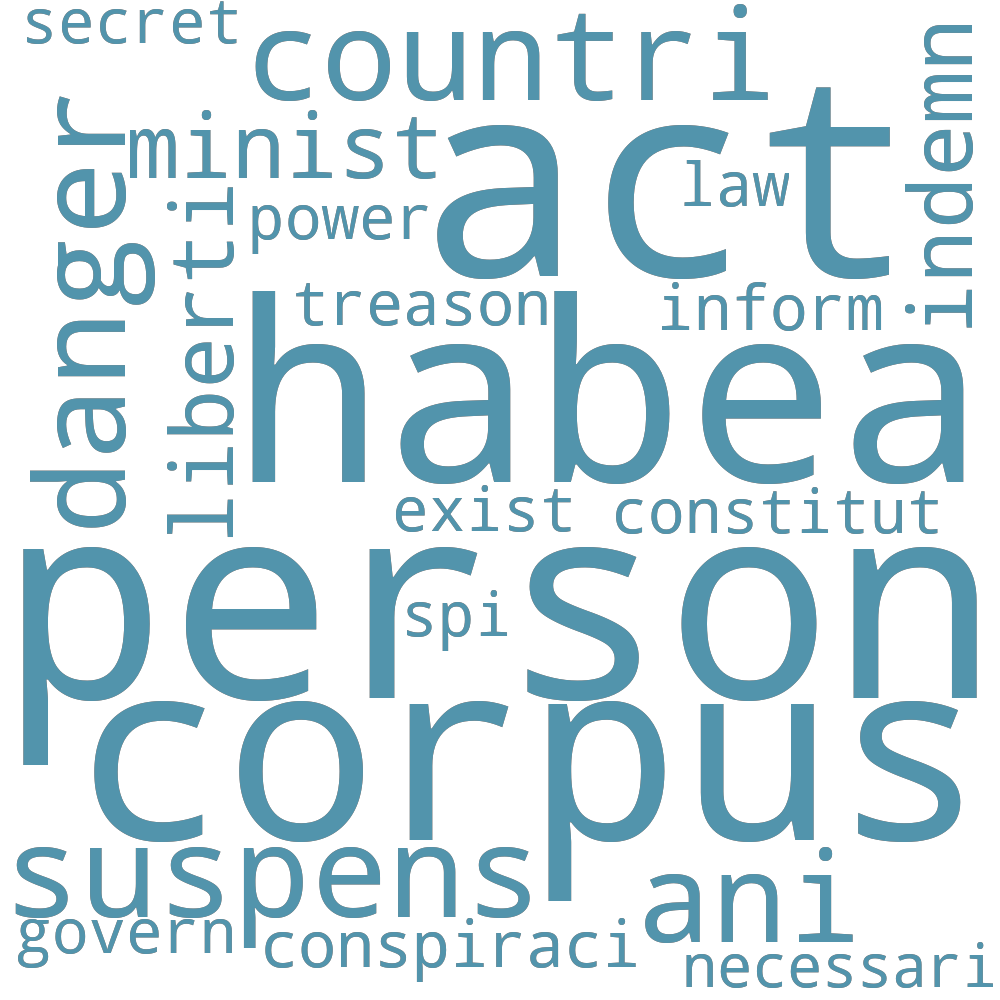 secret
countri
indemn
act
danger
minist
law
liberti
power
treason
inform
habea
exist
constitut
person
spi
corpus
suspens
ani
govern
conspiraci
necessari